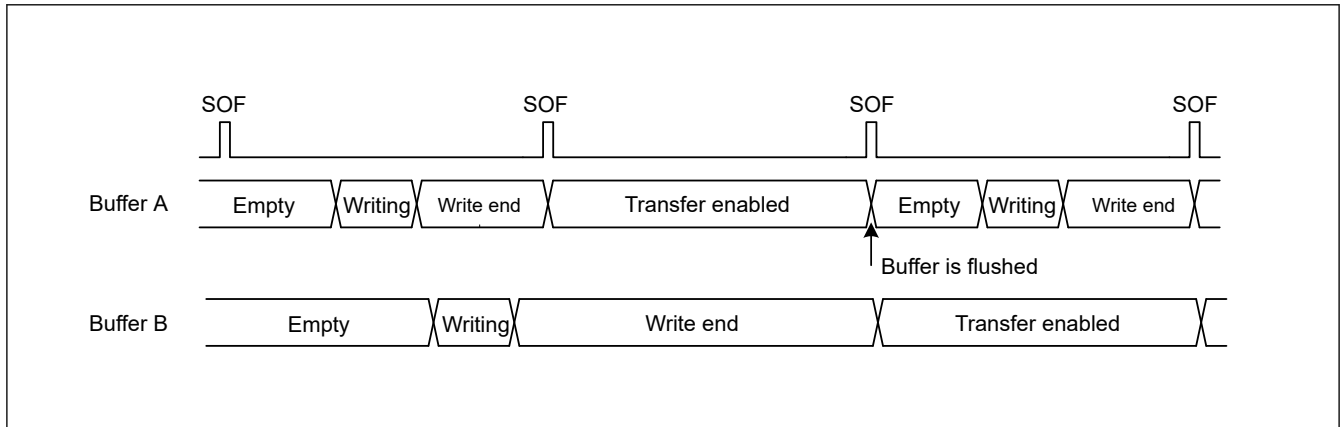 SOF SOF SOF SOF
Buffer A Empty Writing Write end Transfer enabled Empty Writing Write end
Buffer is flushed
Buffer B Empty Writing Write end Transfer enabled